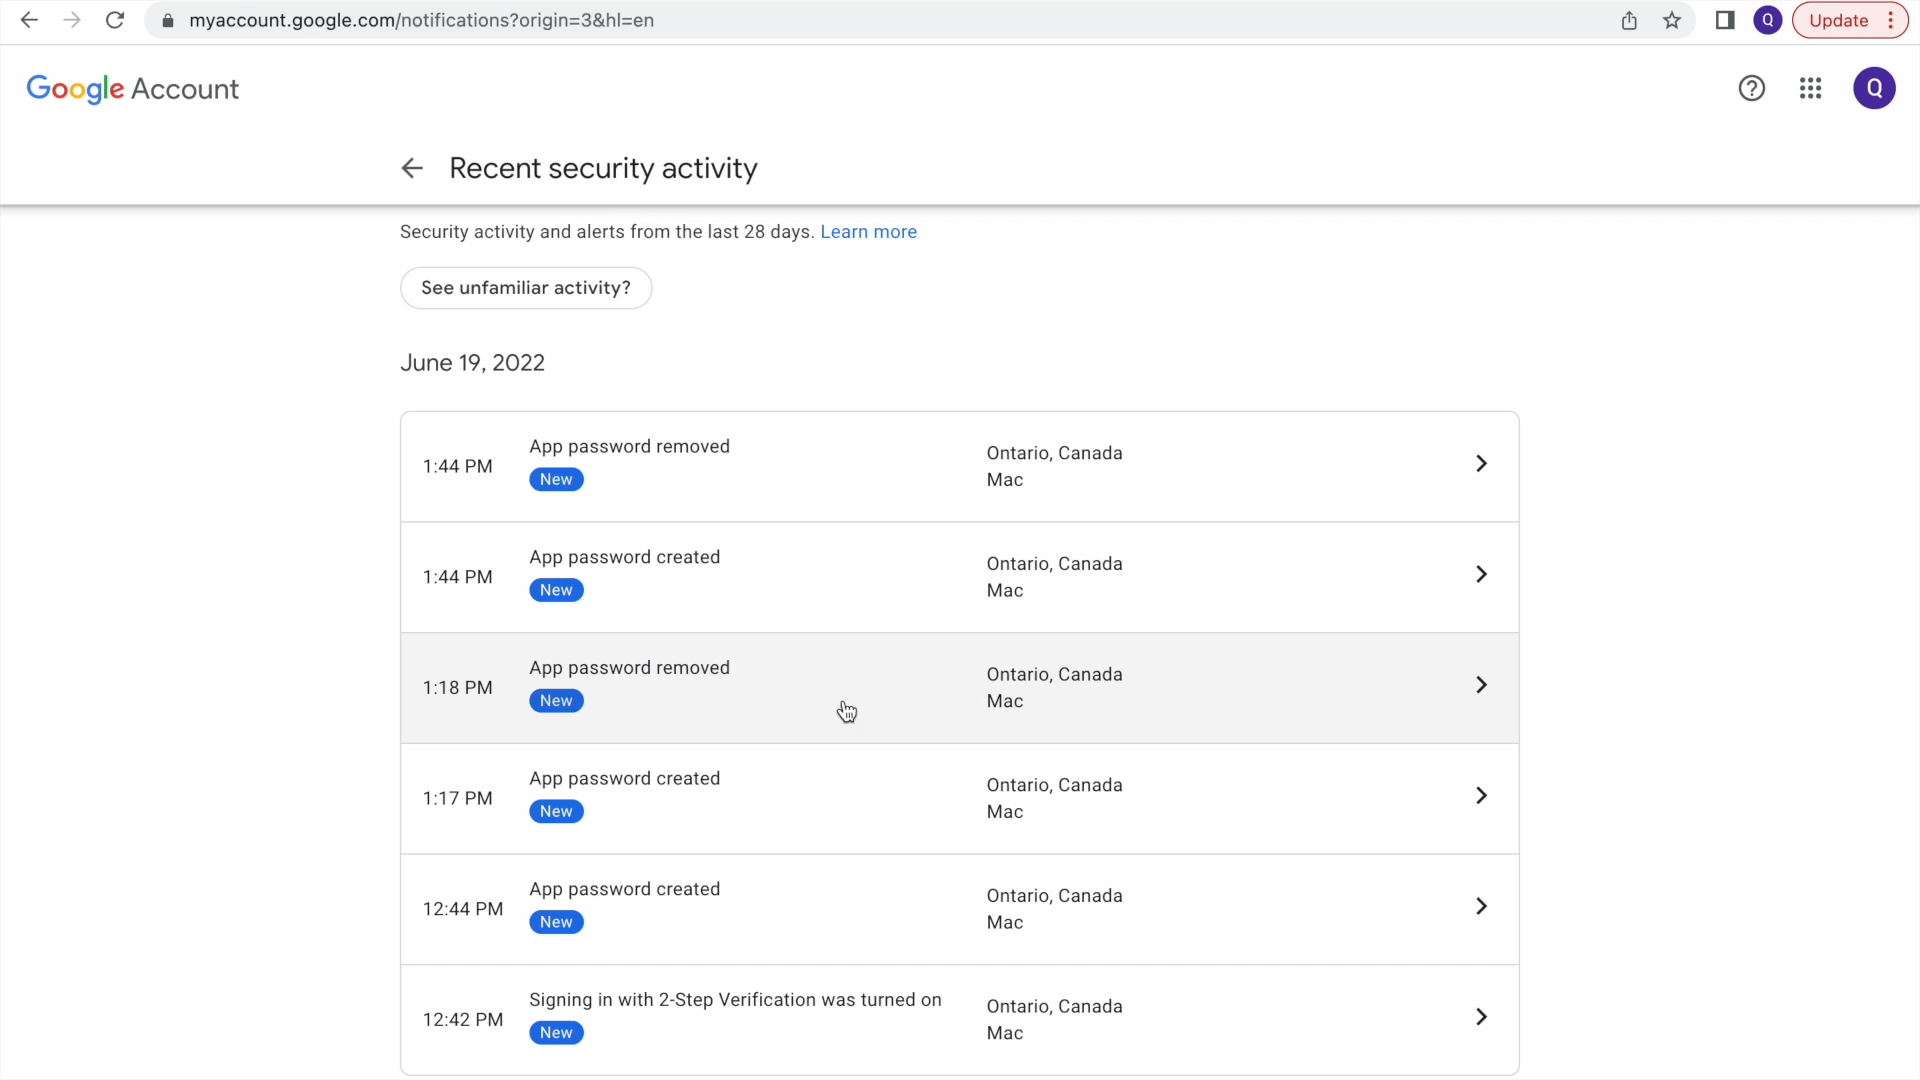 myaccount.google.com/notifications?origin=3&hl=en
Q
Update
Google Account
Q
Recent security activity
Security activity and alerts from the last 28 days. Learn more
See unfamiliar activity?
June 19, 2022
1:44 PM
App password removed
New
Ontario, Canada
Mac
1:44 PM
App password created
New
Ontario, Canada
Mac
1:18 PM
App password removed
New
Ontario, Canada
Mac
1:17 PM
App password created
New
Ontario, Canada
Mac
12:44 PM
App password created
New
Ontario, Canada
Mac
12:42 PM
Signing in with 2-Step Verification was turned on
New
Ontario, Canada
Mac